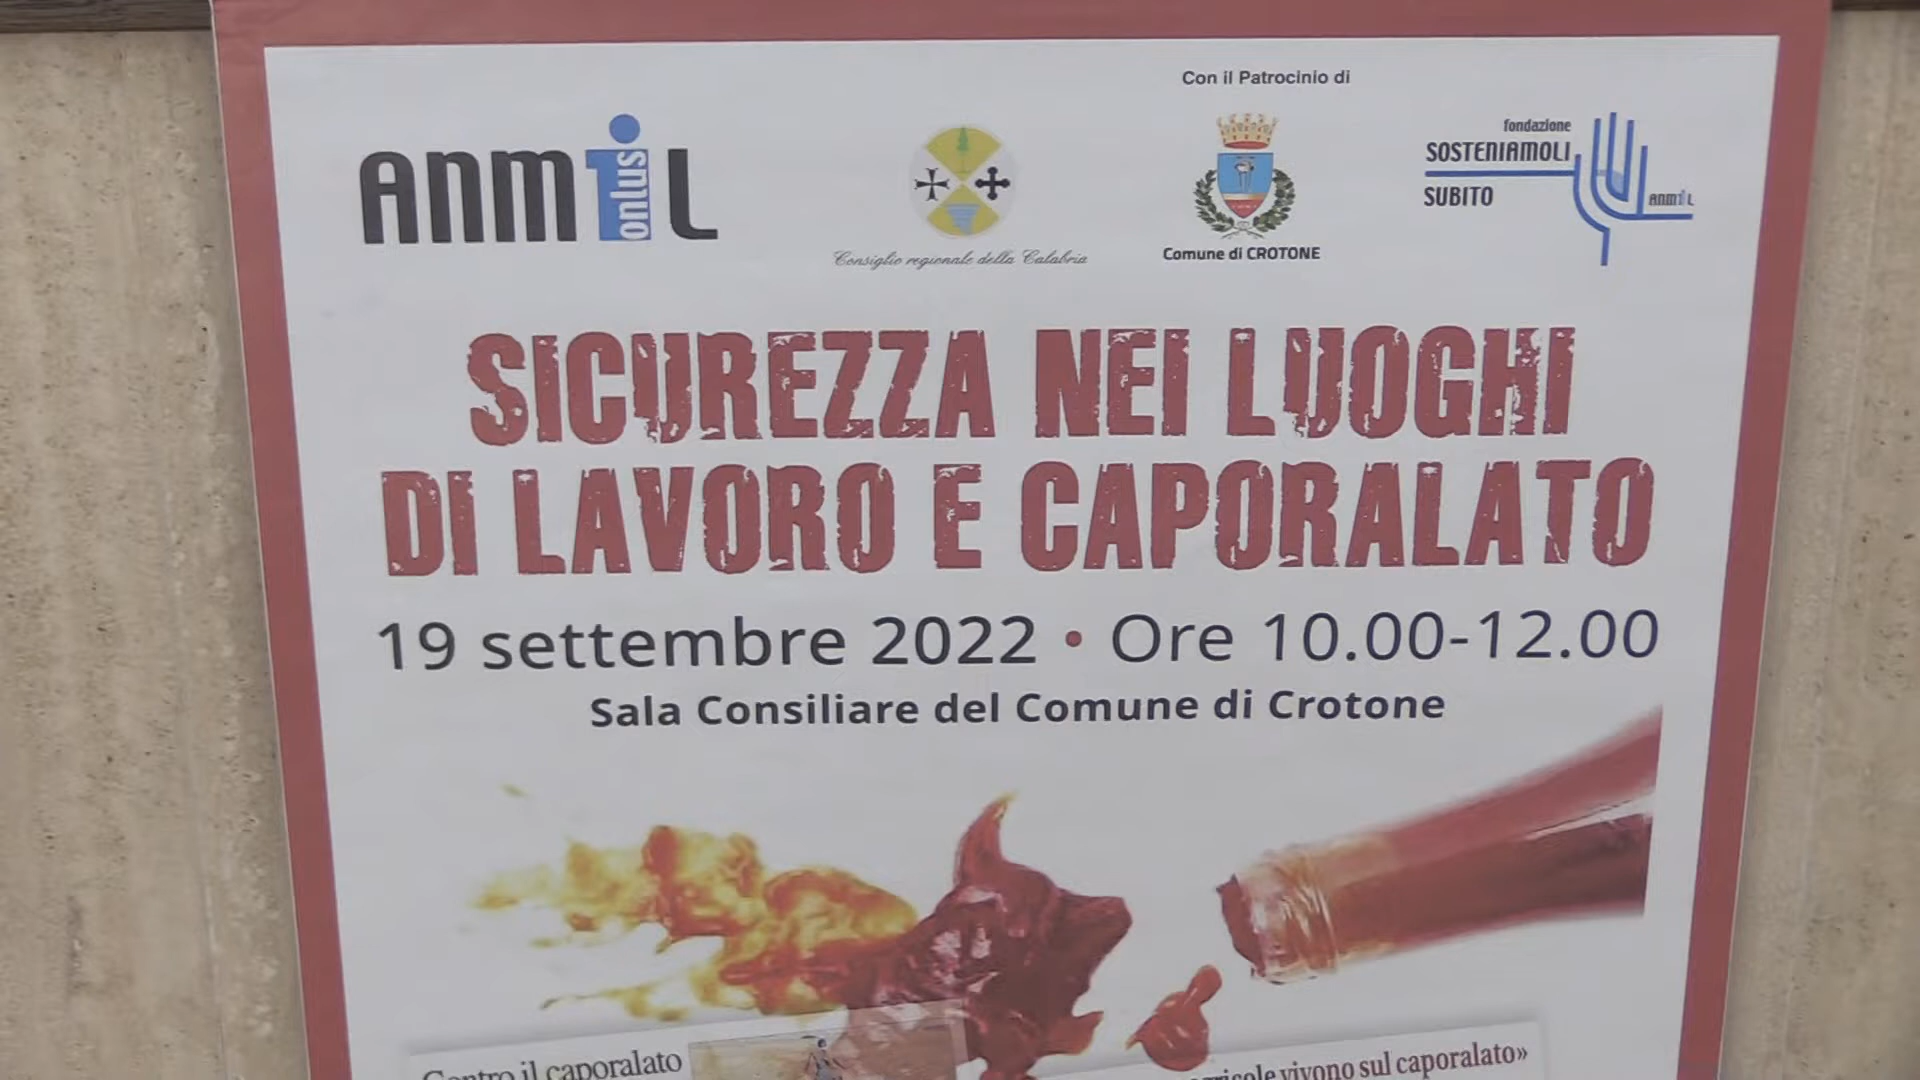 Con il Patrocinio di
ANMiL onlus
Consiglio regionale della Calabria
Comune di CROTONE
fondazione
SOSTENIAMOLI
SUBITO
anmil
SICUREZZA NEI LUOGHI
DI LAVORO E CAPORALATO
19 settembre 2022 • Ore 10.00-12.00
Sala Consiliare del Comune di Crotone
Contro il caporalato
vivono sul caporalato»